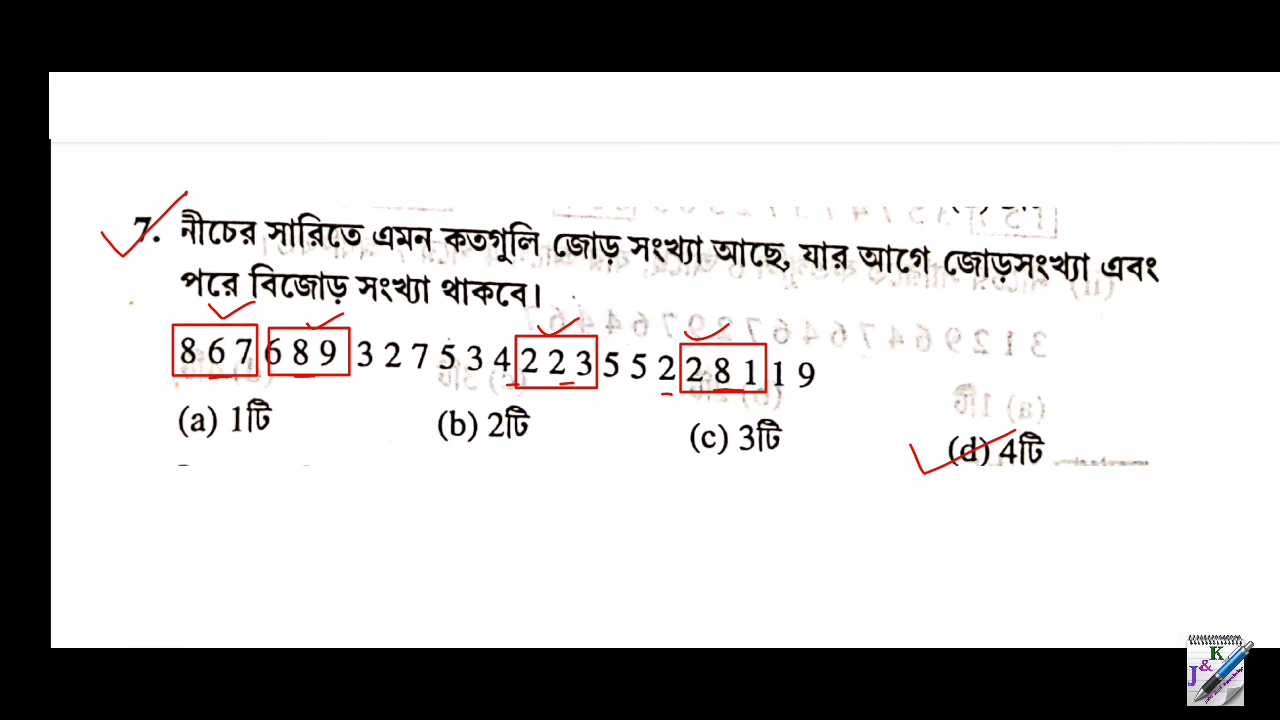 7. নীচের সারিতে এমন কতগুলি জোড় সংখ্যা আছে, যার আগে জোড়সংখ্যা এবং
পরে বিজোড় সংখ্যা থাকবে।
8 6 7 6 8 9 3 2 7 5 3 4 2 2 3 5 5 2 2 8 1 1 9
(a) 1টি (b) 2টি (c) 3টি (d) 4টি
J & K